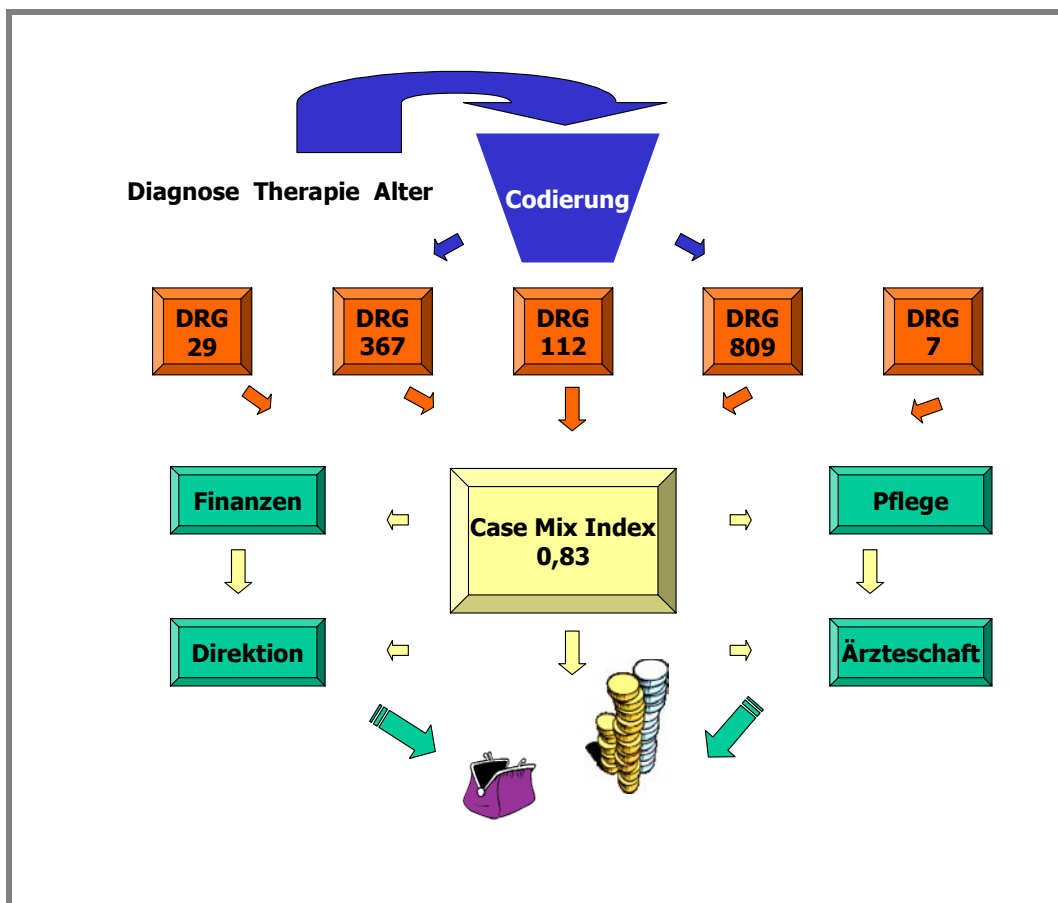 Diagnose Therapie Alter
Codierung
DRG
29
DRG
367
DRG
112
DRG
809
DRG
7
Finanzen
Case Mix Index
0,83
Pflege
Direktion
Ärzteschaft